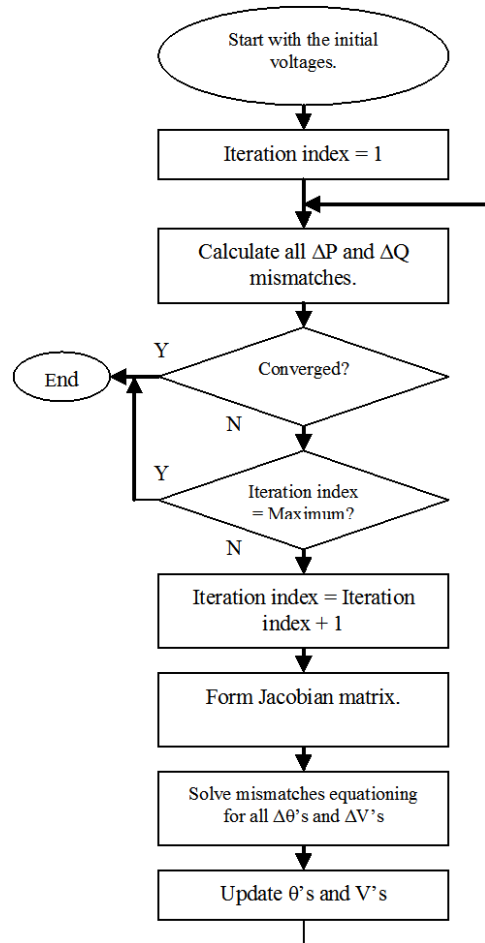 Start with the initial
voltages.
Iteration index = 1
Calculate all ΔP and ΔQ
mismatches.
Y
Converged?
End
N
Y
Iteration index
= Maximum?
N
Iteration index = Iteration
index + 1
Form Jacobian matrix.
Solve mismatches equationing
for all Δθ’s and ΔV’s
Update θ’s and V’s